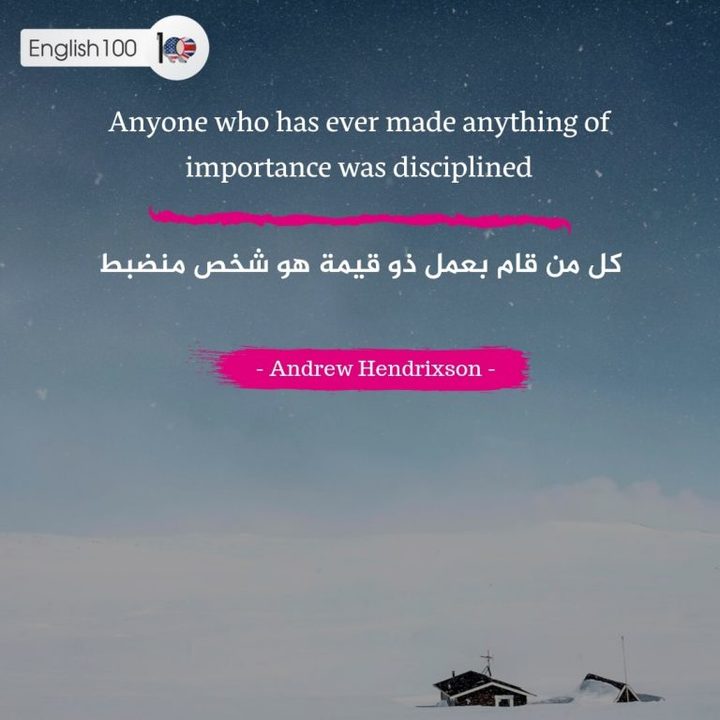 English100
Anyone who has ever made anything of
importance was disciplined
كل من قام بعمل ذو قيمة هو شخص منضبط
- Andrew Hendrixson -